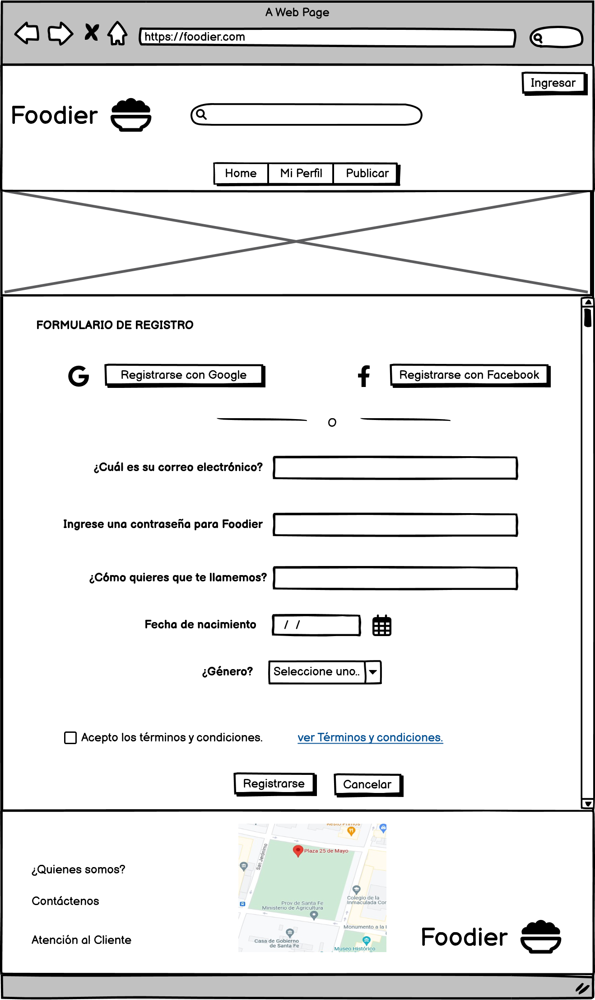 A Web Page
https://foodier.com
Ingresar
Foodier
Home
Mi Perfil
Publicar
FORMULARIO DE REGISTRO
Registrarse con Google
Registrarse con Facebook
O
¿Cuál es su correo electrónico?
Ingrese una contraseña para Foodier
¿Cómo quieres que te llamemos?
Fecha de nacimiento
/ /
¿Género?
Seleccione uno..
Acepto los términos y condiciones.
ver Términos y condiciones.
Registrarse
Cancelar
¿Quienes somos?
Contáctenos
Atención al Cliente
Resto Primos
Plaza 25 de Mayo
San Jerónimo
Colegio de la
Inmaculada Cor
Prov de Santa Fe
Ministerio de Agricultura
Monumento a la
Casa de Gobierno
de Santa Fe
Museo Histórico
Foodier